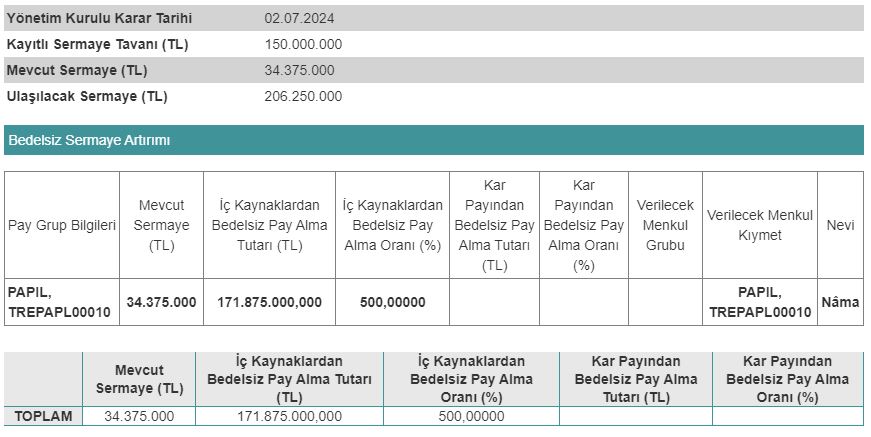 Yönetim Kurulu Karar Tarihi 02.07.2024
Kayıtlı Sermaye Tavanı (TL) 150.000.000
Mevcut Sermaye (TL) 34.375.000
Ulaşılacak Sermaye (TL) 206.250.000
Bedelsiz Sermaye Artırımı
Pay Grup Bilgileri
Mevcut
Sermaye
(TL)
İç Kaynaklardan
Bedelsiz Pay Alma
Tutarı (TL)
İç Kaynaklardan
Bedelsiz Pay
Alma Oranı (%)
Kar
Payından
Bedelsiz Pay
Alma Tutarı
(TL)
Kar
Payından
Bedelsiz Pay
Alma Oranı
(%)
Verilecek
Menkul
Grubu
Verilecek Menkul
Kıymet
Nevi
PAPIL,
TREPAPL00010
34.375.000
171.875.000,000
500,00000
PAPIL,
TREPAPL00010
Nâma
Mevcut
Sermaye (TL)
İç Kaynaklardan
Bedelsiz Pay Alma Tutarı
(TL)
İç Kaynaklardan
Bedelsiz Pay Alma
Oranı (%)
Kar Payından
Bedelsiz Pay Alma
Tutarı (TL)
Kar Payından
Bedelsiz Pay Alma
Oranı (%)
TOPLAM 34.375.000 171.875.000,000 500,00000